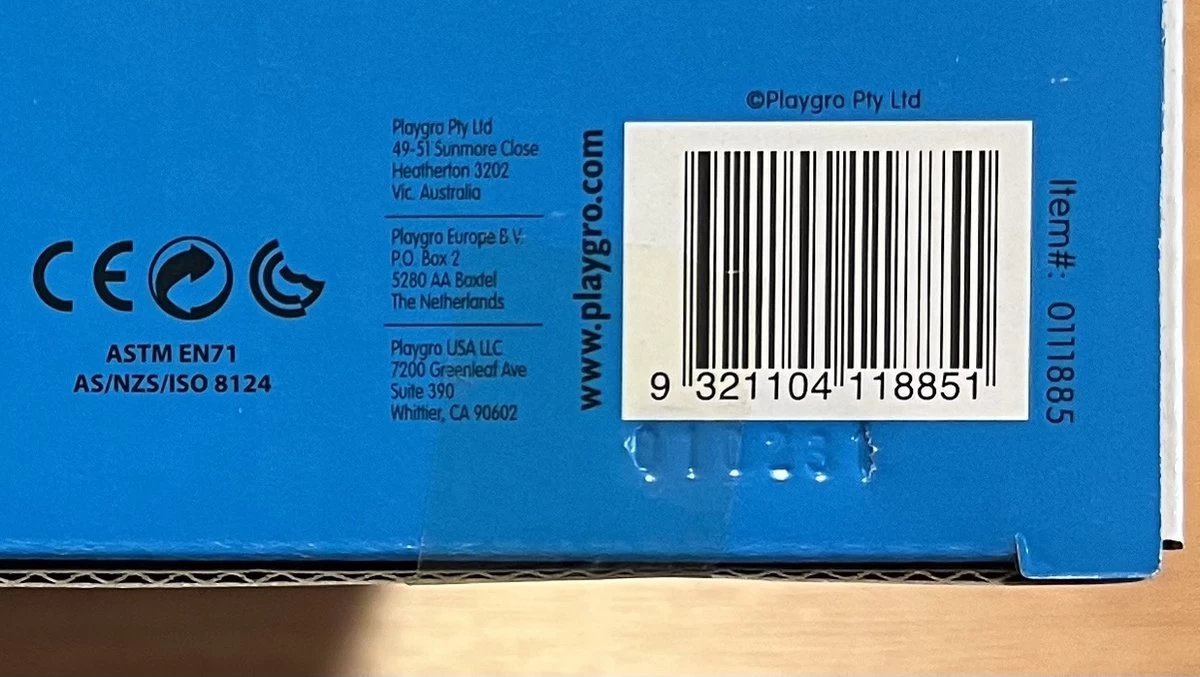 ©Playgro Pty Ltd
Playgro Pty Ltd
49-51 Sunmore Close
Heatherton 3202
Vic. Australia
Playgro Europe B.V.
P.O. Box 2
5280 AA Boxtel
The Netherlands
Playgro USA LLC
7200 Greenleaf Ave
Suite 390
Whittier, CA 90602
CE
ASTM EN71
AS/NZS/ISO 8124
www.playgro.com
9 321104 118851
Item#: 0111885